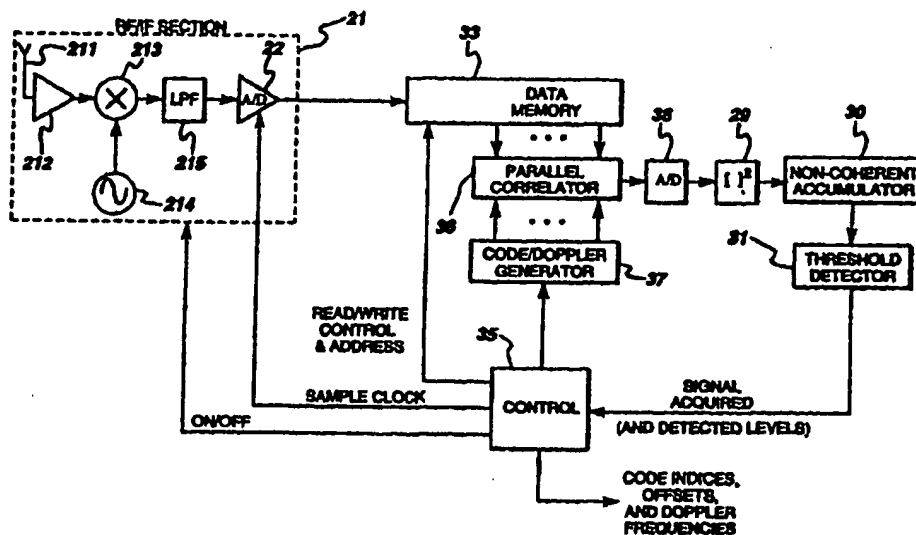 RF/IF SECTION
21
211
213
22
33
LPF
A/D
DATA
MEMORY
38
29
30
212
215
PARALLEL
CORRELATOR
A/D
[ ]²
NON-COHERENT
ACCUMULATOR
214
36
31
CODE/DOPPLER
GENERATOR
THRESHOLD
DETECTOR
37
READ/WRITE
CONTROL
& ADDRESS
35
SAMPLE CLOCK
CONTROL
SIGNAL
ACQUIRED
ON/OFF
(AND DETECTED LEVELS)
CODE INDICES,
OFFSETS,
AND DOPPLER
FREQUENCIES